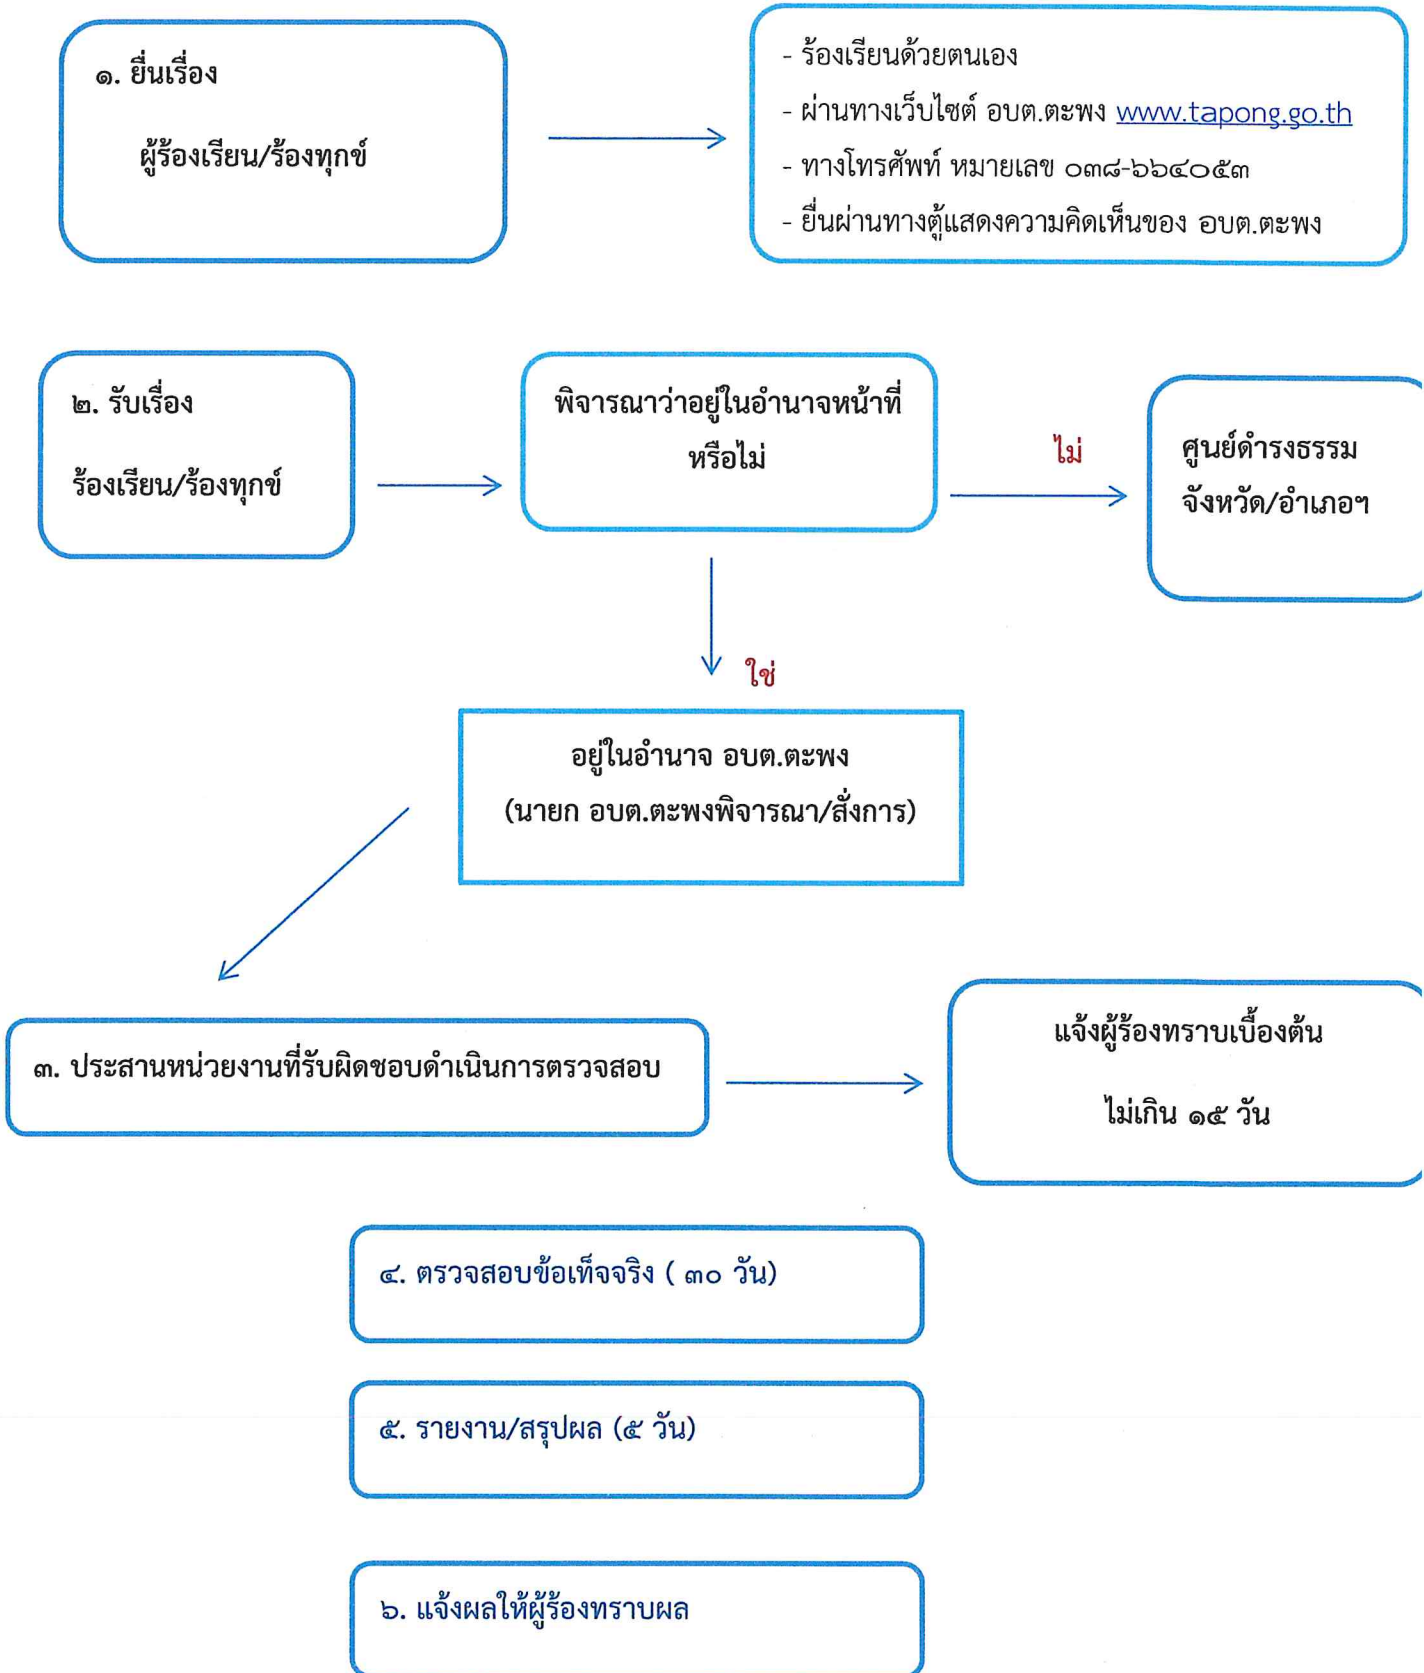 ๑. ยื่นเรื่อง
ผู้ร้องเรียน/ร้องทุกข์
- ร้องเรียนด้วยตนเอง
- ผ่านทางเว็บไซต์ อบต.ตะพง www.tapong.go.th
- ทางโทรศัพท์ หมายเลข ๐๓๘-๖๖๔๐๕๓
- ยื่นผ่านทางตู้แสดงความคิดเห็นของ อบต.ตะพง
๒. รับเรื่อง
ร้องเรียน/ร้องทุกข์
พิจารณาว่าอยู่ในอำนาจหน้าที่
หรือไม่
ไม่
ศูนย์ดำรงธรรม
จังหวัด/อำเภอฯ
ใช่
อยู่ในอำนาจ อบต.ตะพง
(นายก อบต.ตะพงพิจารณา/สั่งการ)
๓. ประสานหน่วยงานที่รับผิดชอบดำเนินการตรวจสอบ
แจ้งผู้ร้องทราบเบื้องต้น
ไม่เกิน ๑๕ วัน
๔. ตรวจสอบข้อเท็จจริง ( ๓๐ วัน)
๕. รายงาน/สรุปผล (๕ วัน)
๖. แจ้งผลให้ผู้ร้องทราบผล